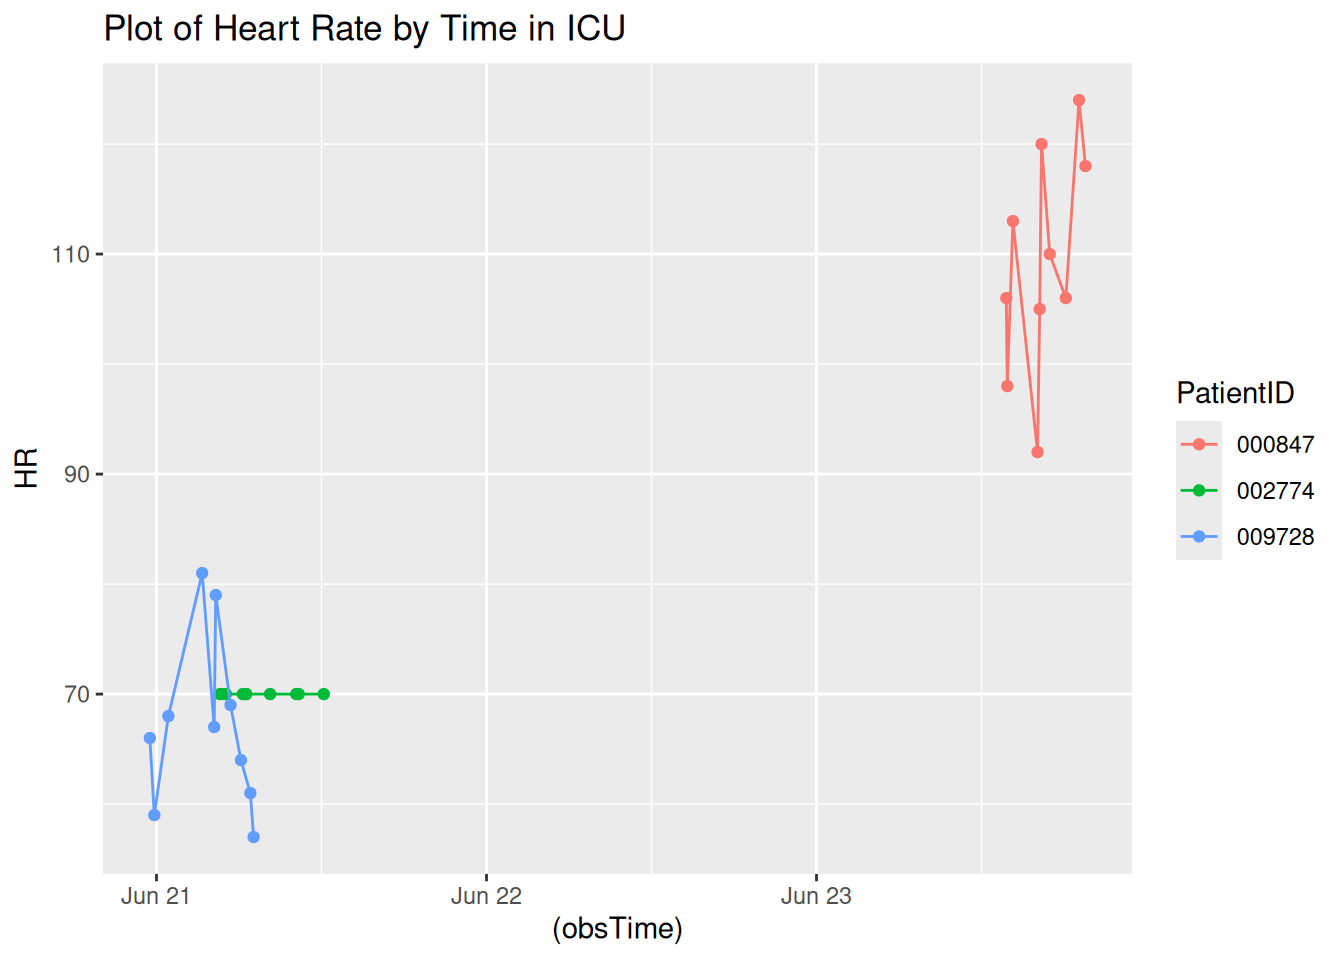 Plot of Heart Rate by Time in ICU
110
90
70
HR
Jun 21
Jun 22
Jun 23
(obsTime)
PatientID
000847
002774
009728